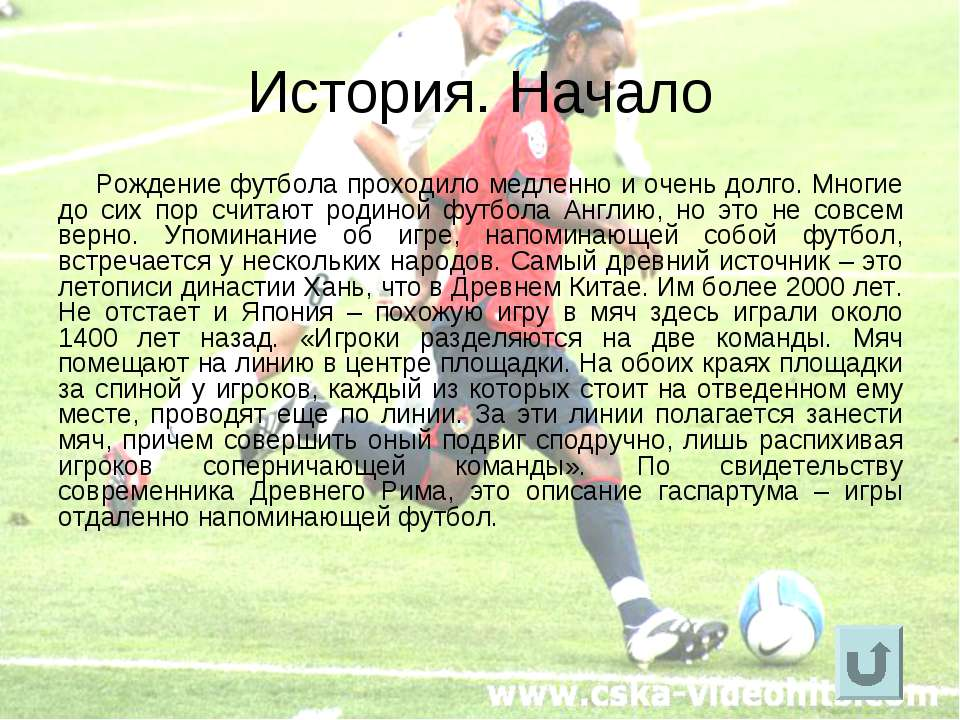 История. Начало
Рождение футбола проходило медленно и очень долго. Многие
до сих пор считают родиной футбола Англию, но это не совсем
верно. Упоминание об игре, напоминающей собой футбол,
встречается у нескольких народов. Самый древний источник – это
летописи династии Хань, что в Древнем Китае. Им более 2000 лет.
Не отстает и Япония – похожую игру в мяч здесь играли около
1400 лет назад. «Игроки разделяются на две команды. Мяч
помещают на линию в центре площадки. На обоих краях площадки
за спиной у игроков, каждый из которых стоит на отведенном ему
месте, проводят еще по линии. За эти линии полагается занести
мяч, причем совершить оный подвиг сподручно, лишь распихивая
игроков соперничающей команды». По свидетельству
современника Древнего Рима, это описание гаспартума – игры
отдаленно напоминающей футбол.
www.cska-videohits.com